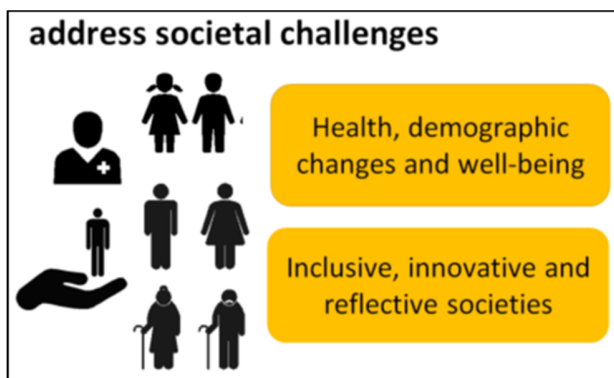 address societal challenges
Health, demographic
changes and well-being
Inclusive, innovative and
reflective societies